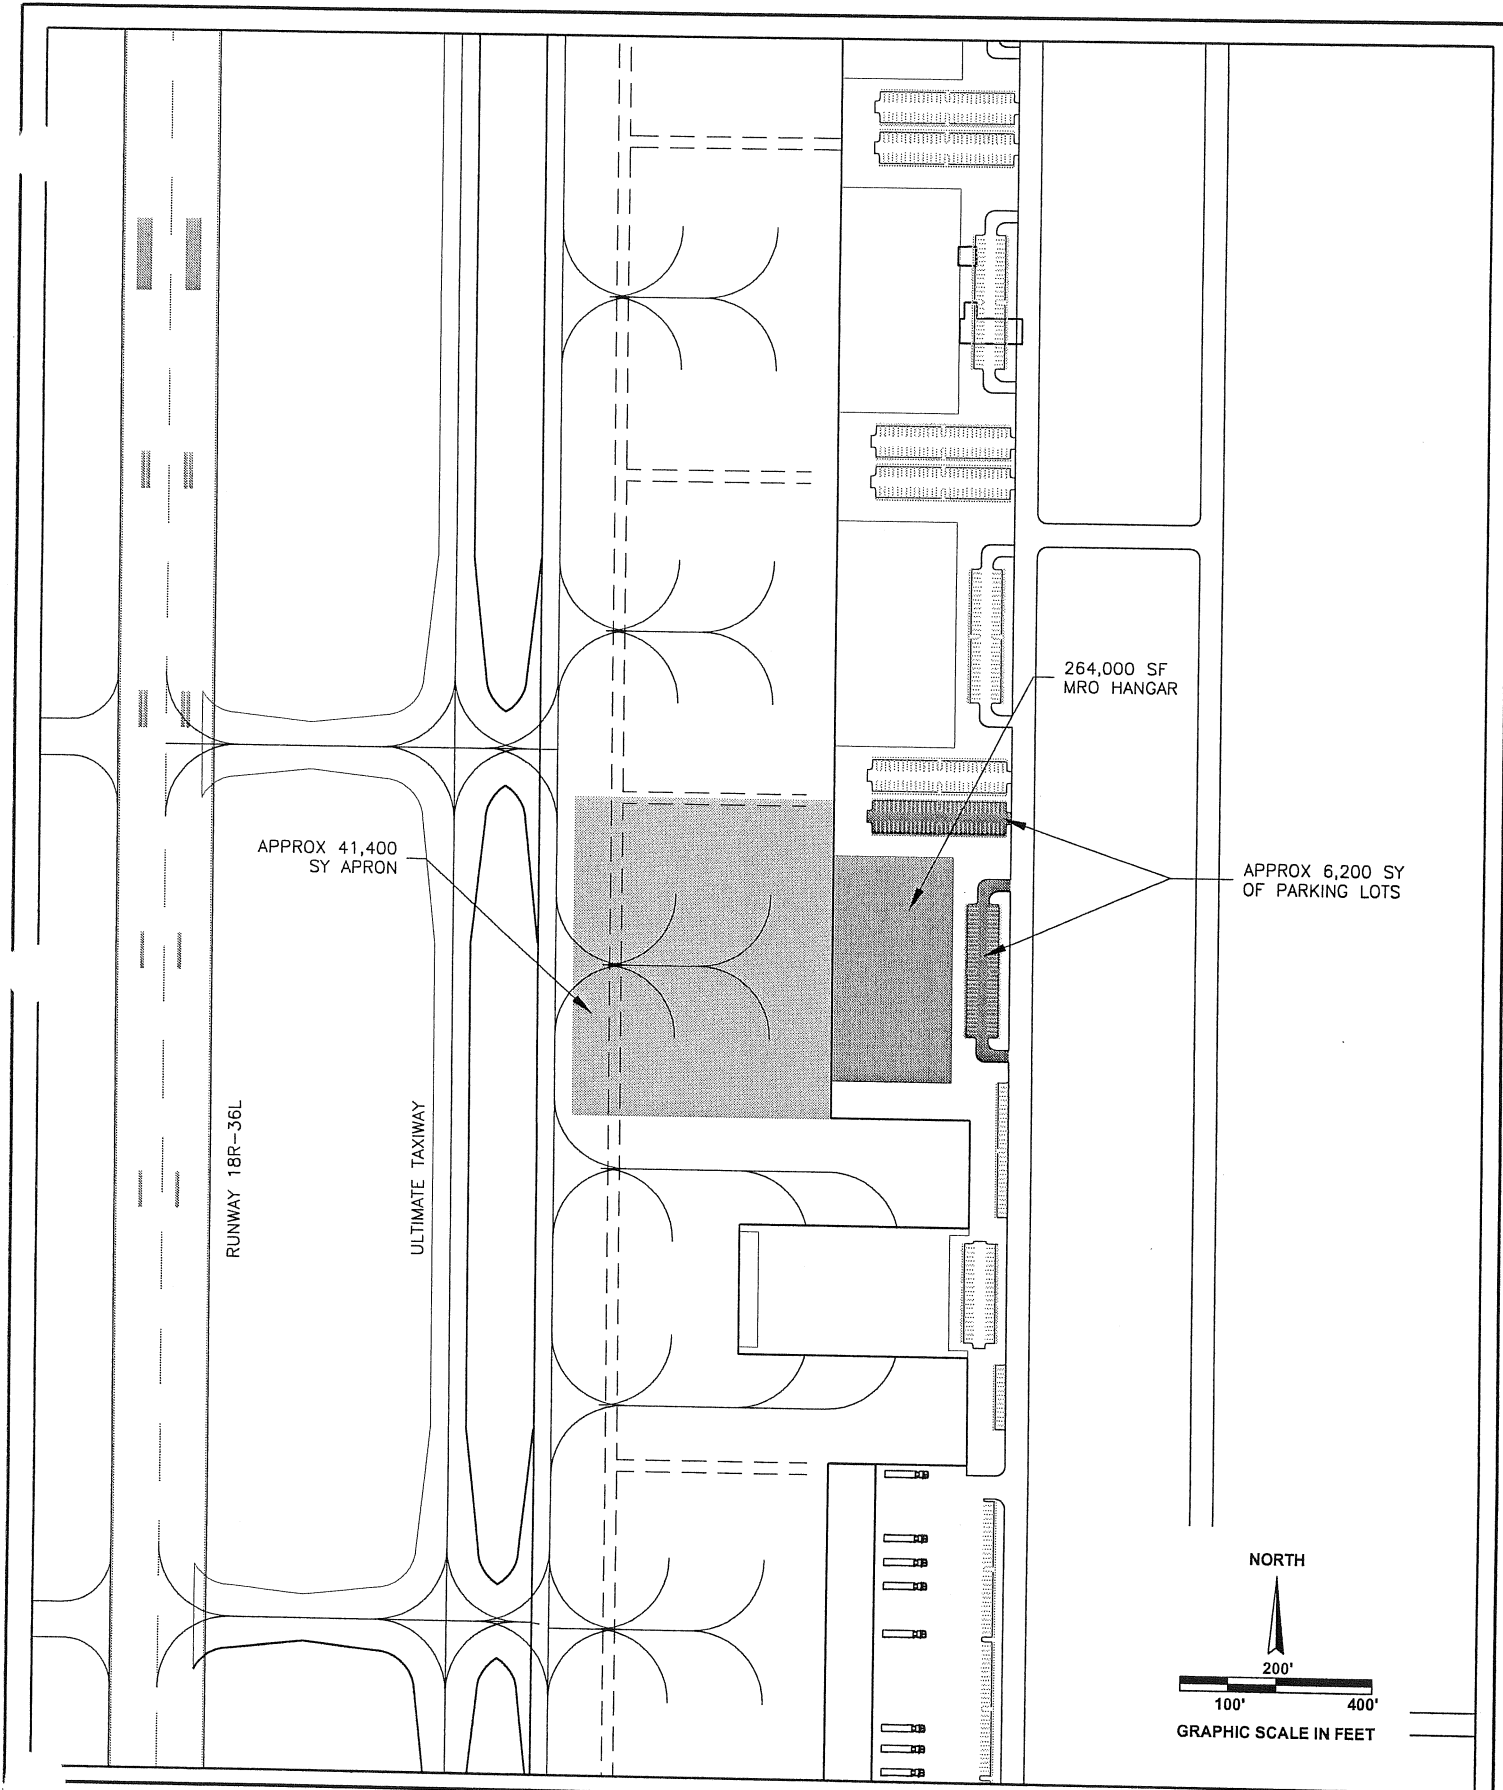 264,000 SF
MRO HANGAR
APPROX 41,400
SY APRON
APPROX 6,200 SY
OF PARKING LOTS
RUNWAY 18R-36L
ULTIMATE TAXIWAY
NORTH
200'
100'
400'
GRAPHIC SCALE IN FEET